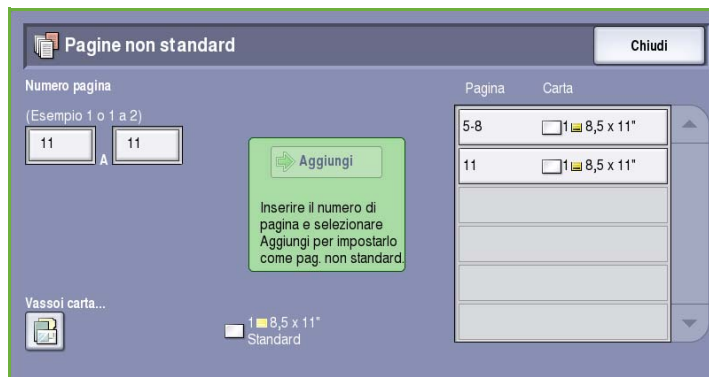 Pagine non standard
Chiudi
Numero pagina
(Esempio 1 o 1 a 2)
11 A 11
Aggiungi
Inserire il numero di
pagina e selezionare
Aggiungi per impostarlo
come pag. non standard.
Pagina Carta
5-8 1 8,5 x 11"
11 1 8,5 x 11"
Vassoi carta...
1 8,5 x 11"
Standard